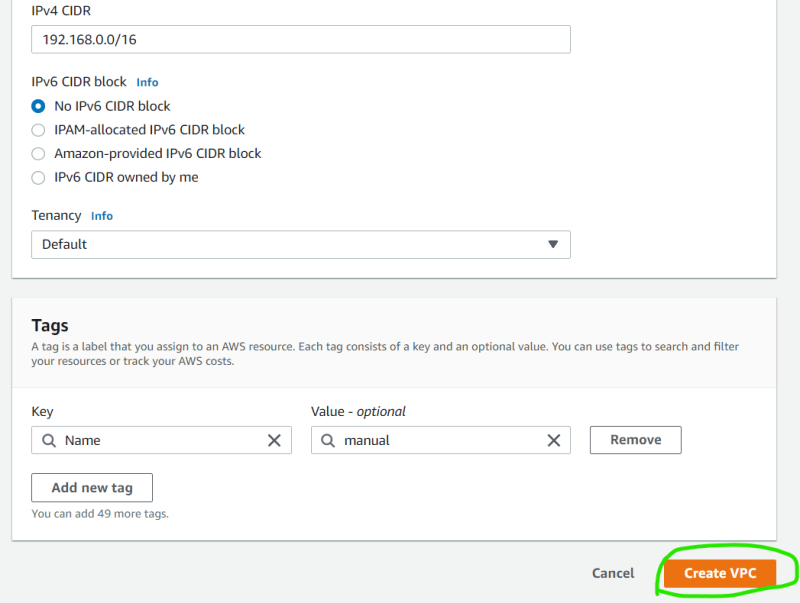 IPv4 CIDR
192.168.0.0/16
IPv6 CIDR block Info
No IPv6 CIDR block
IPAM-allocated IPv6 CIDR block
Amazon-provided IPv6 CIDR block
IPv6 CIDR owned by me
Tenancy Info
Default
Tags
A tag is a label that you assign to an AWS resource. Each tag consists of a key and an optional value. You can use tags to search and filter
your resources or track your AWS costs.
Key Value - optional
Name manual Remove
Add new tag
You can add 49 more tags.
Cancel Create VPC